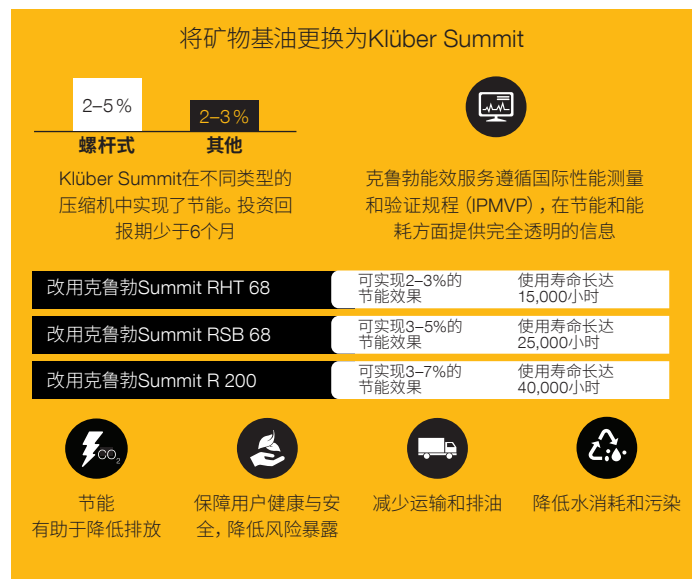 将矿物基油更换为Klüber Summit
2–5%
2–3%
螺杆式
其他
Klüber Summit在不同类型的
压缩机中实现了节能。投资回
报期少于6个月
克鲁勃能效服务遵循国际性能测量
和验证规程（IPMVP），在节能和能
耗方面提供完全透明的信息
改用克鲁勃Summit RHT 68
可实现2–3%的
节能效果
使用寿命长达
15,000小时
改用克鲁勃Summit RSB 68
可实现3–5%的
节能效果
使用寿命长达
25,000小时
改用克鲁勃Summit R 200
可实现3–7%的
节能效果
使用寿命长达
40,000小时
CO₂
节能
有助于降低排放
保障用户健康与安
全，降低风险暴露
减少运输和排油
降低水消耗和污染